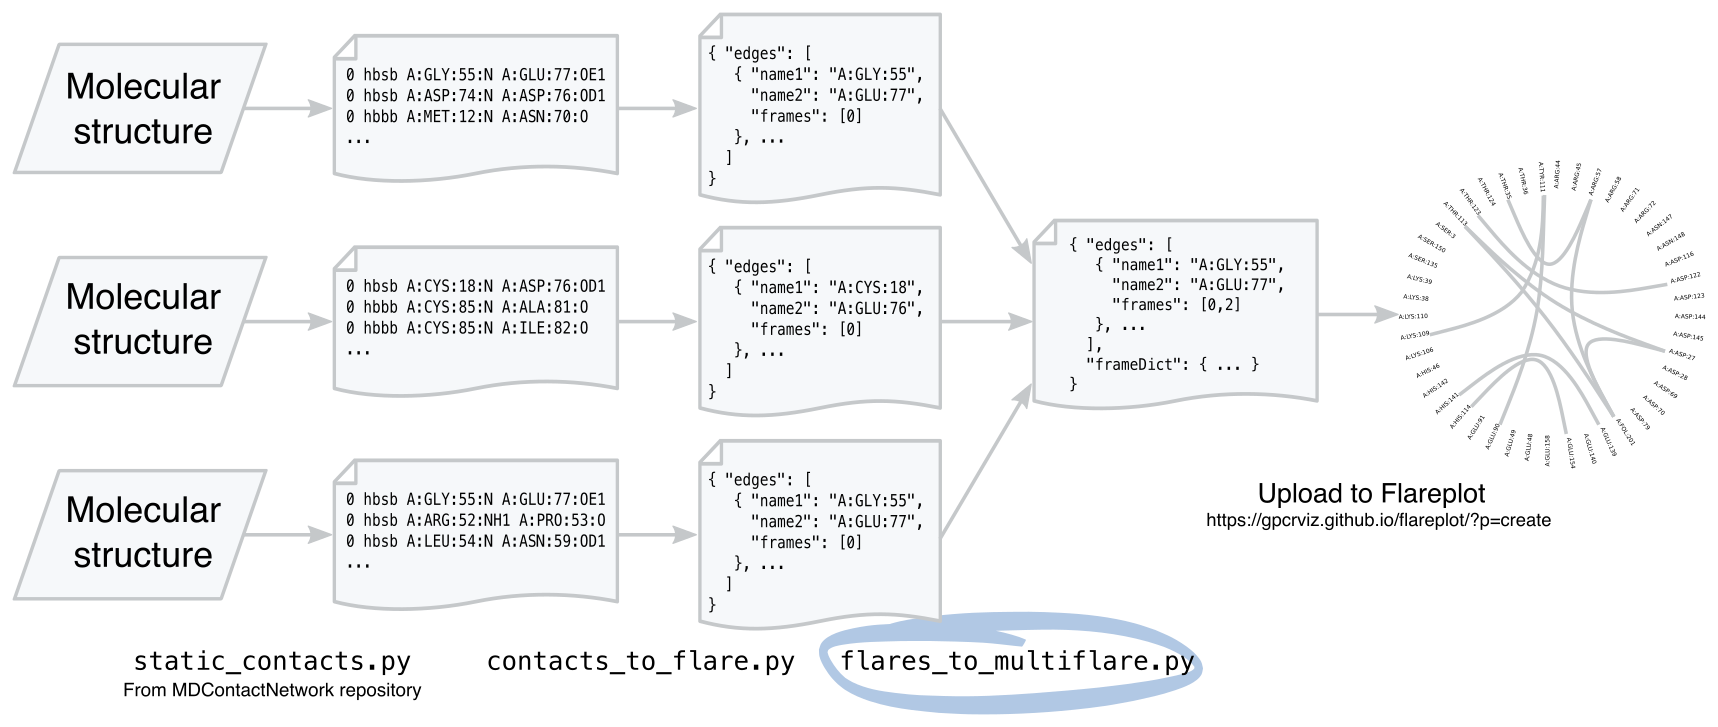 Molecular
structure
0 hbsb A:GLY:55:N A:GLU:77:OE1
0 hbsb A:ASP:74:N A:ASP:76:OD1
0 hbbb A:MET:12:N A:ASN:70:O
...
{ "edges": [
{ "name1": "A:GLY:55",
"name2": "A:GLU:77",
"frames": [0]
}, ...
]
}
Molecular
structure
0 hbsb A:CYS:18:N A:ASP:76:OD1
0 hbbb A:CYS:85:N A:ALA:81:O
0 hbbb A:CYS:85:N A:ILE:82:O
...
{ "edges": [
{ "name1": "A:CYS:18",
"name2": "A:GLU:76",
"frames": [0]
}, ...
]
}
Molecular
structure
0 hbsb A:GLY:55:N A:GLU:77:OE1
0 hbsb A:ARG:52:NH1 A:PRO:53:O
0 hbsb A:LEU:54:N A:ASN:59:OD1
...
{ "edges": [
{ "name1": "A:GLY:55",
"name2": "A:GLU:77",
"frames": [0]
}, ...
]
}
{ "edges": [
{ "name1": "A:GLY:55",
"name2": "A:GLU:77",
"frames": [0,2]
}, ...
],
"frameDict": { ... }
}
A:TYR:111
A:ARG:44
A:ARG:45
A:ARG:57
A:ARG:58
A:ARG:71
A:ARG:72
A:ASN:147
A:ASN:148
A:ASP:116
A:ASP:122
A:ASP:123
A:ASP:144
A:ASP:145
A:ASP:27
A:ASP:28
A:ASP:69
A:ASP:70
A:ASP:79
A:FOL:201
A:GLU:139
A:GLU:140
A:GLU:154
A:GLU:158
A:GLU:48
A:GLU:49
A:GLU:90
A:GLU:91
A:HIS:114
A:HIS:141
A:HIS:142
A:HIS:46
A:LYS:106
A:LYS:109
A:LYS:110
A:LYS:38
A:LYS:39
A:SER:135
A:SER:150
A:SER:3
A:THR:113
A:THR:123
A:THR:124
A:THR:35
A:THR:36
Upload to Flareplot
https://gpcrviz.github.io/flareplot/?p=create
static_contacts.py
From MDContactNetwork repository
contacts_to_flare.py
flares_to_multiflare.py